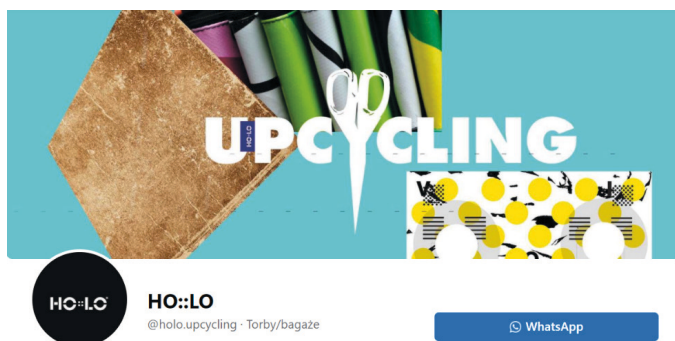 UPCYCLING
HO::LO
HO::LO
HO::LO
@holo.upcycling · Torby/bagaże
WhatsApp